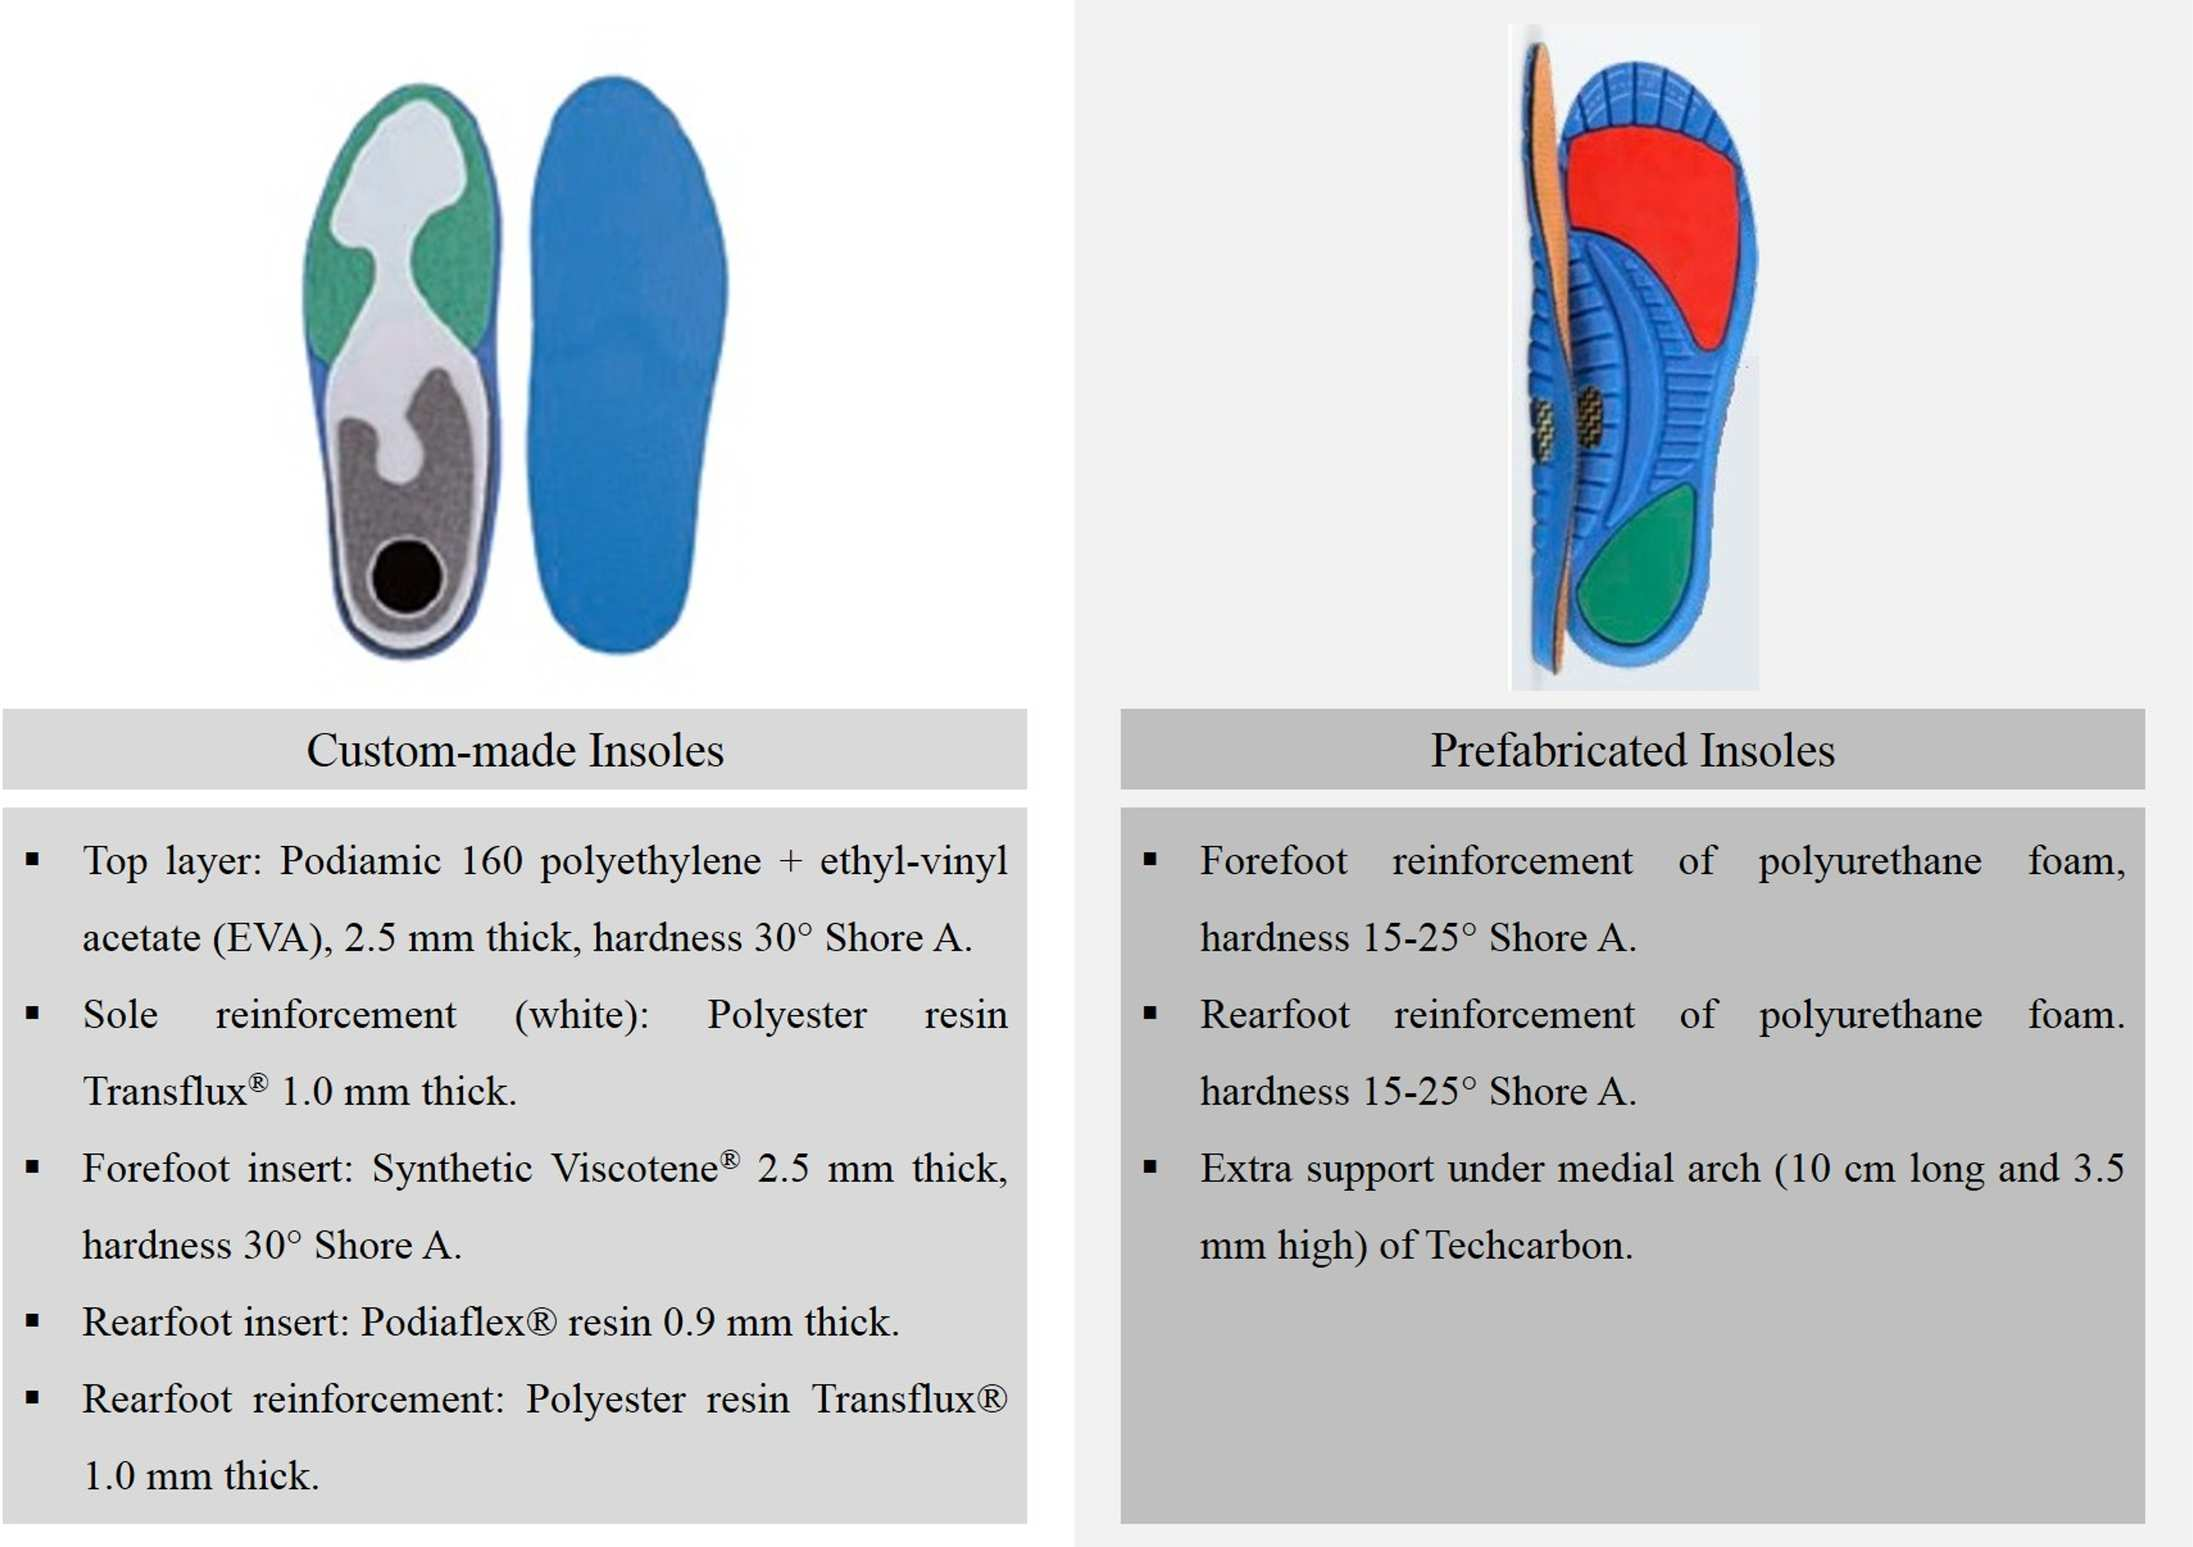 Custom-made Insoles
▪ Top layer: Podiamic 160 polyethylene + ethyl-vinyl
acetate (EVA), 2.5 mm thick, hardness 30° Shore A.
▪ Sole reinforcement (white): Polyester resin
Transflux® 1.0 mm thick.
▪ Forefoot insert: Synthetic Viscotene® 2.5 mm thick,
hardness 30° Shore A.
▪ Rearfoot insert: Podiaflex® resin 0.9 mm thick.
▪ Rearfoot reinforcement: Polyester resin Transflux®
1.0 mm thick.
Prefabricated Insoles
▪ Forefoot reinforcement of polyurethane foam,
hardness 15-25° Shore A.
▪ Rearfoot reinforcement of polyurethane foam.
hardness 15-25° Shore A.
▪ Extra support under medial arch (10 cm long and 3.5
mm high) of Techcarbon.